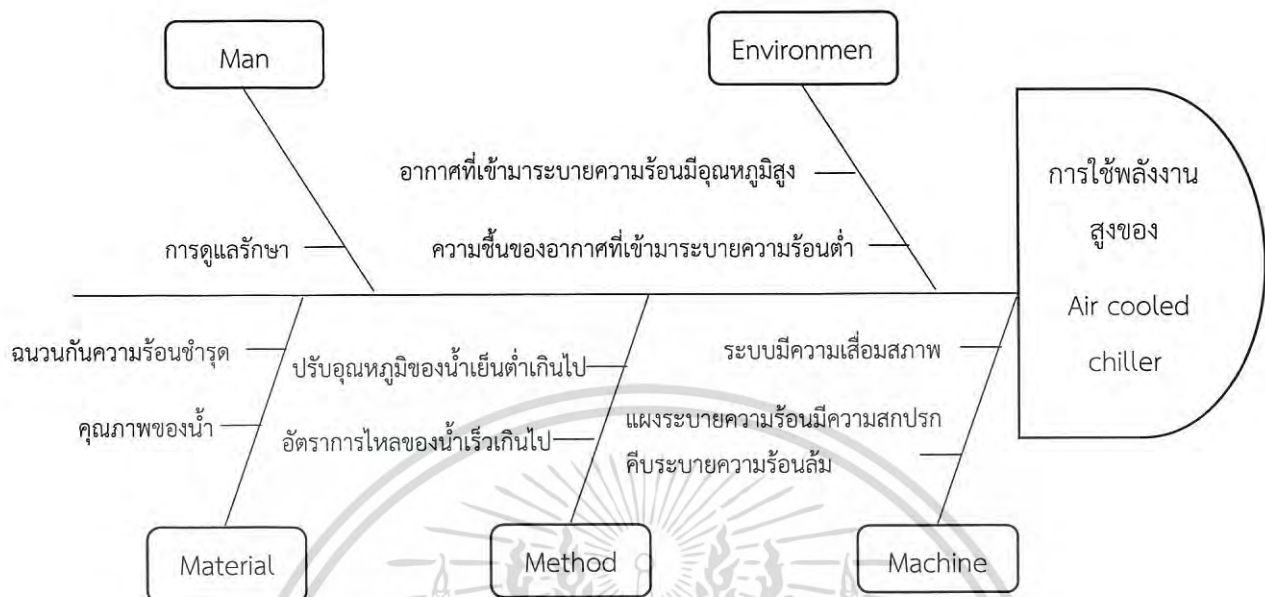 Man
Environmen
อากาศที่เข้ามาระบายความร้อนมีอุณหภูมิสูง
การดูแลรักษา
ความชื้นของอากาศที่เข้ามาระบายความร้อนต่ำ
การใช้พลังงาน
สูงของ
Air cooled
chiller
ฉนวนกันความร้อนชำรุด
คุณภาพของน้ำ
ปรับอุณหภูมิของน้ำเย็นต่ำเกินไป
อัตราการไหลของน้ำเร็วเกินไป
ระบบมีความเสื่อมสภาพ
แผงระบายความร้อนมีความสกปรก
คีบระบายความร้อนล้ม
Material
Method
Machine